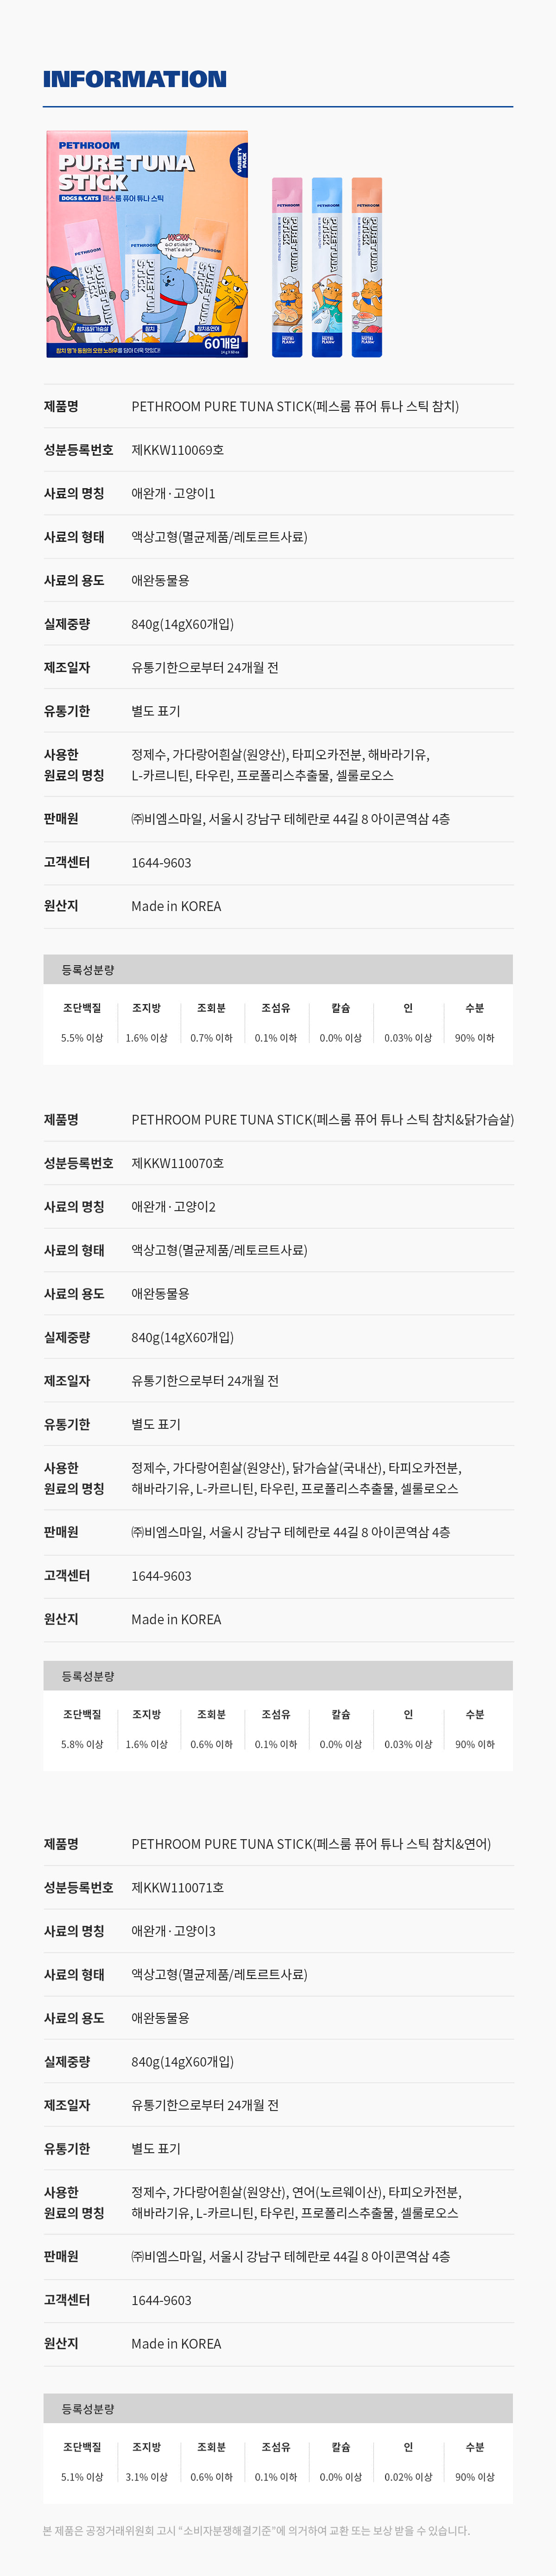 INFORMATION
PETHROOM
PURE TUNA
STICK
DOGS & CATS 페스룸 퓨어 튜나 스틱
VARIETY
PACK
WOW
60 sticks!?
That's a lot
PETHROOM
PURE TUNA
STICK
PETHROOM
PURE TUNA
STICK
PETHROOM
PURE TUNA
STICK
참치&닭가슴살
참치
참치&연어
60개입
PETHROOM
PURE TUNA
STICK
NUTRI
PLAN
PETHROOM
PURE TUNA
STICK
NUTRI
PLAN
PETHROOM
PURE TUNA
STICK
NUTRI
PLAN
제품명 PETHROOM PURE TUNA STICK(페스룸 퓨어 튜나 스틱 참치)
성분등록번호 제KKW110069호
사료의 명칭 애완개·고양이1
사료의 형태 액상고형(멸균제품/레토르트사료)
사료의 용도 애완동물용
실제중량 840g(14gX60개입)
제조일자 유통기한으로부터 24개월 전
유통기한 별도 표기
사용한 정제수, 가다랑어흰살(원양산), 타피오카전분, 해바라기유,
원료의 명칭 L-카르니틴, 타우린, 프로폴리스추출물, 셀룰로오스
판매원 ㈜비엠스마일, 서울시 강남구 테헤란로 44길 8 아이콘역삼 4층
고객센터 1644-9603
원산지 Made in KOREA
등록성분량
조단백질 조지방 조회분 조섬유 칼슘 인 수분
5.5% 이상 1.6% 이상 0.7% 이하 0.1% 이하 0.0% 이상 0.03% 이상 90% 이하
제품명 PETHROOM PURE TUNA STICK(페스룸 퓨어 튜나 스틱 참치&닭가슴살)
성분등록번호 제KKW110070호
사료의 명칭 애완개·고양이2
사료의 형태 액상고형(멸균제품/레토르트사료)
사료의 용도 애완동물용
실제중량 840g(14gX60개입)
제조일자 유통기한으로부터 24개월 전
유통기한 별도 표기
사용한 정제수, 가다랑어흰살(원양산), 닭가슴살(국내산), 타피오카전분,
원료의 명칭 해바라기유, L-카르니틴, 타우린, 프로폴리스추출물, 셀룰로오스
판매원 ㈜비엠스마일, 서울시 강남구 테헤란로 44길 8 아이콘역삼 4층
고객센터 1644-9603
원산지 Made in KOREA
등록성분량
조단백질 조지방 조회분 조섬유 칼슘 인 수분
5.8% 이상 1.6% 이상 0.6% 이하 0.1% 이하 0.0% 이상 0.03% 이상 90% 이하
제품명 PETHROOM PURE TUNA STICK(페스룸 퓨어 튜나 스틱 참치&연어)
성분등록번호 제KKW110071호
사료의 명칭 애완개·고양이3
사료의 형태 액상고형(멸균제품/레토르트사료)
사료의 용도 애완동물용
실제중량 840g(14gX60개입)
제조일자 유통기한으로부터 24개월 전
유통기한 별도 표기
사용한 정제수, 가다랑어흰살(원양산), 연어(노르웨이산), 타피오카전분,
원료의 명칭 해바라기유, L-카르니틴, 타우린, 프로폴리스추출물, 셀룰로오스
판매원 ㈜비엠스마일, 서울시 강남구 테헤란로 44길 8 아이콘역삼 4층
고객센터 1644-9603
원산지 Made in KOREA
등록성분량
조단백질 조지방 조회분 조섬유 칼슘 인 수분
5.1% 이상 3.1% 이상 0.6% 이하 0.1% 이하 0.0% 이상 0.02% 이상 90% 이상
본 제품은 공정거래위원회 고시 “소비자분쟁해결기준”에 의거하여 교환 또는 보상 받을 수 있습니다.